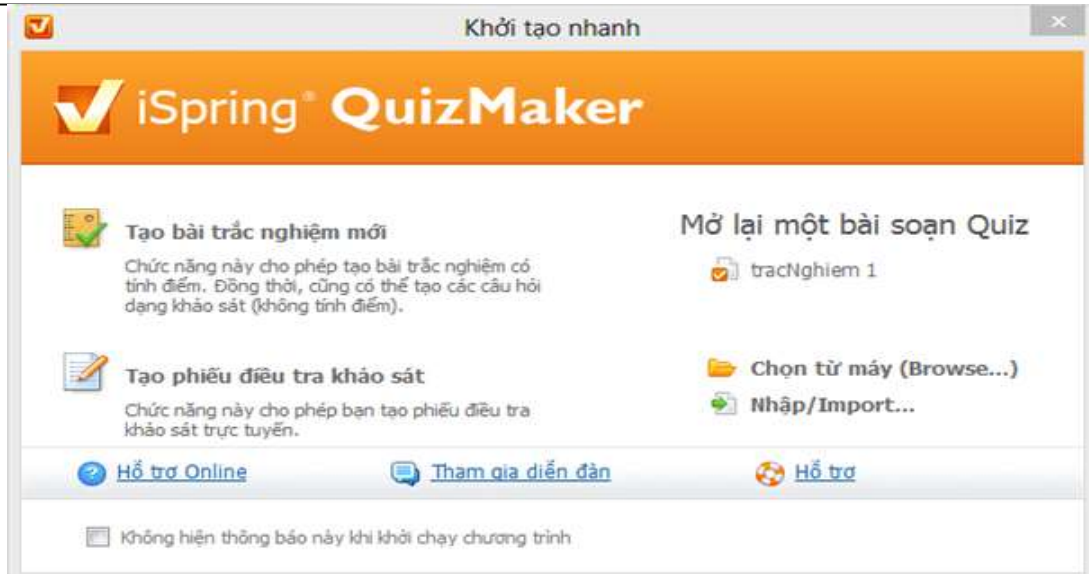 Khởi tạo nhanh
iSpring® QuizMaker
Tạo bài trắc nghiệm mới
Chức năng này cho phép tạo bài trắc nghiệm có
tính điểm. Đồng thời, cũng có thể tạo các câu hỏi
dạng khảo sát (không tính điểm).
Tạo phiếu điều tra khảo sát
Chức năng này cho phép bạn tạo phiếu điều tra
khảo sát trực tuyến.
Mở lại một bài soạn Quiz
tracNghiem 1
Chọn từ máy (Browse...)
Nhập/Import...
Hổ trợ Online
Tham gia diễn đàn
Hổ trợ
Không hiện thông báo này khi khởi chạy chương trình